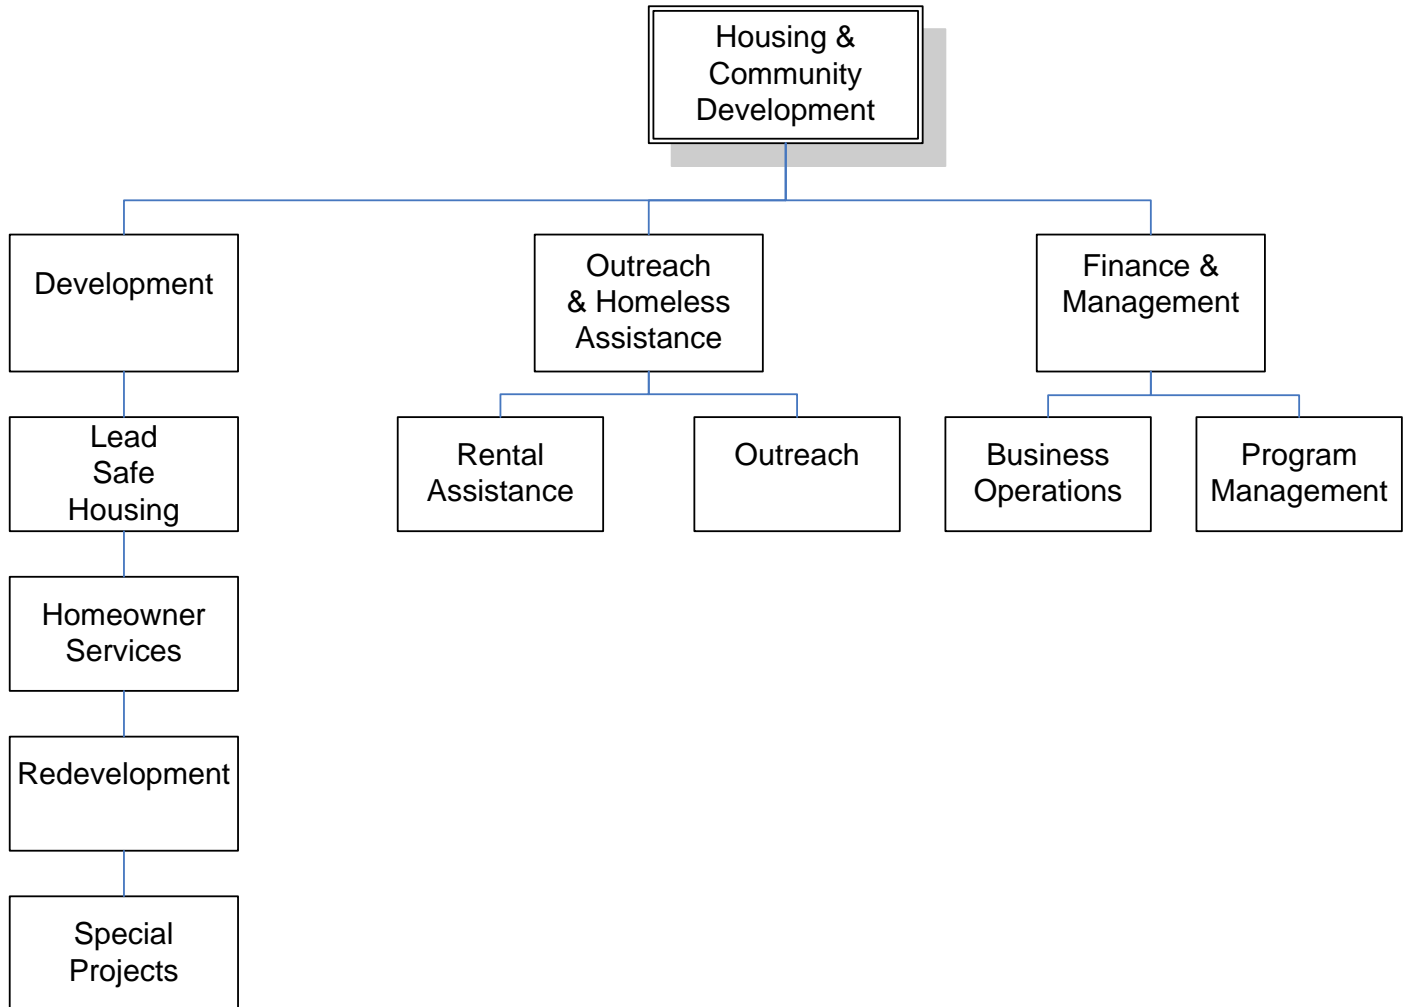 Housing &
Community
Development
Development
Outreach
& Homeless
Assistance
Finance &
Management
Lead
Safe
Housing
Rental
Assistance
Outreach
Business
Operations
Program
Management
Homeowner
Services
Redevelopment
Special
Projects